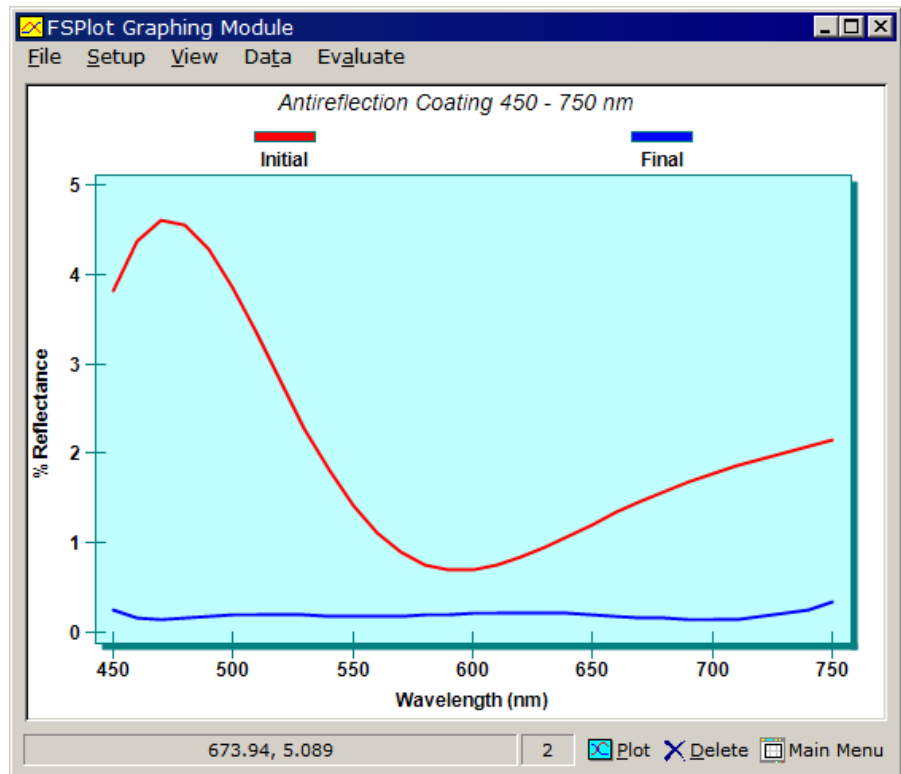 FSPlot Graphing Module
File Setup View Data Evaluate
Antireflection Coating 450 - 750 nm
Initial Final
% Reflectance
5
4
3
2
1
0
450 500 550 600 650 700 750
Wavelength (nm)
673.94, 5.089 2 Plot Delete Main Menu